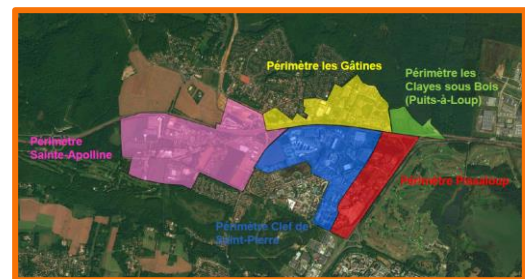 Périmètre les Gâtines
Périmètre les
Clayes sous Bois
(Puits-à-Loup)
Périmètre
Sainte-Apolline
Périmètre Pissaloup
Périmètre Clef de
Saint-Pierre